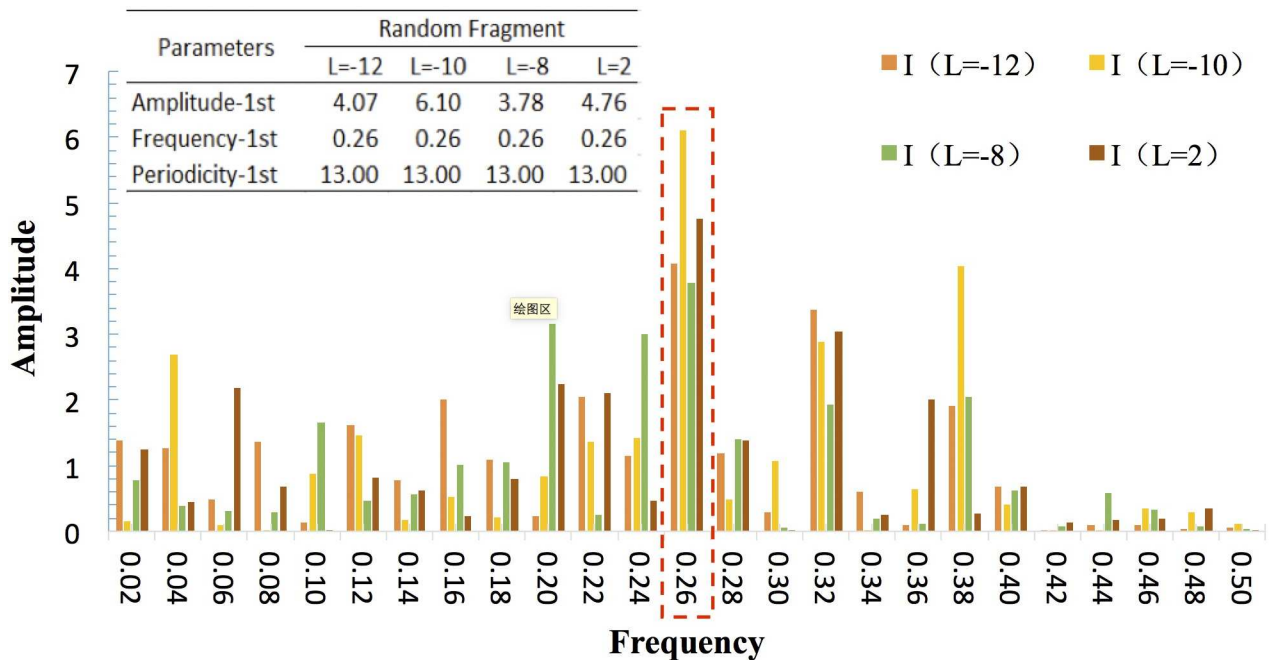 Random Fragment
Parameters
L=-12 L=-10 L=-8 L=2
Amplitude-1st 4.07 6.10 3.78 4.76
Frequency-1st 0.26 0.26 0.26 0.26
Periodicity-1st 13.00 13.00 13.00 13.00
I（L=-12） I（L=-10）
I（L=-8） I（L=2）
7
6
5
4
3
2
1
0
Amplitude
绘图区
0.02 0.04 0.06 0.08 0.10 0.12 0.14 0.16 0.18 0.20 0.22 0.24 0.26 0.28 0.30 0.32 0.34 0.36 0.38 0.40 0.42 0.44 0.46 0.48 0.50
Frequency